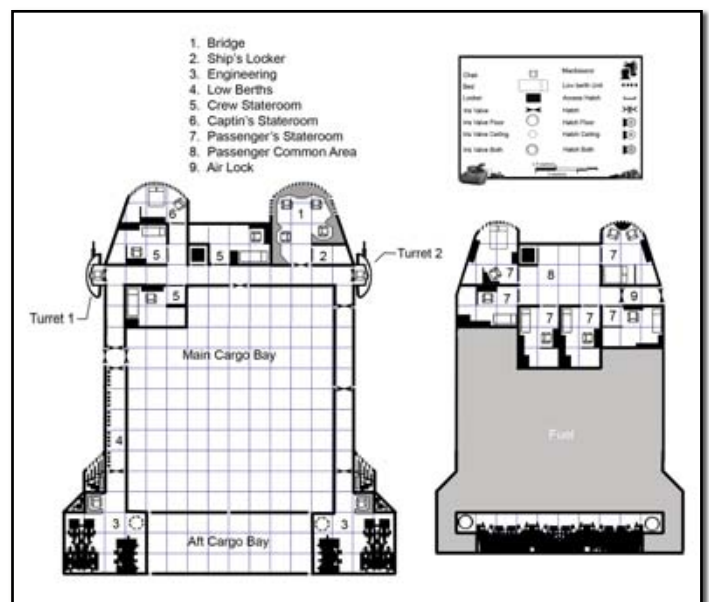 1. Bridge
2. Ship's Locker
3. Engineering
4. Low Berths
5. Crew Stateroom
6. Captin's Stateroom
7. Passenger's Stateroom
8. Passenger Common Area
9. Air Lock
Chair
Bed
Locker
Iris Valve
Iris Valve Floor
Iris Valve Ceiling
Iris Valve Both
Low berth Unit
Access Hatch
Hatch
Hatch Floor
Hatch Ceiling
Hatch Both
6
1
5
5
2
Turret 2
5
Turret 1
Main Cargo Bay
4
3
3
Aft Cargo Bay
7
7
8
7
9
7
7
7
Fuel